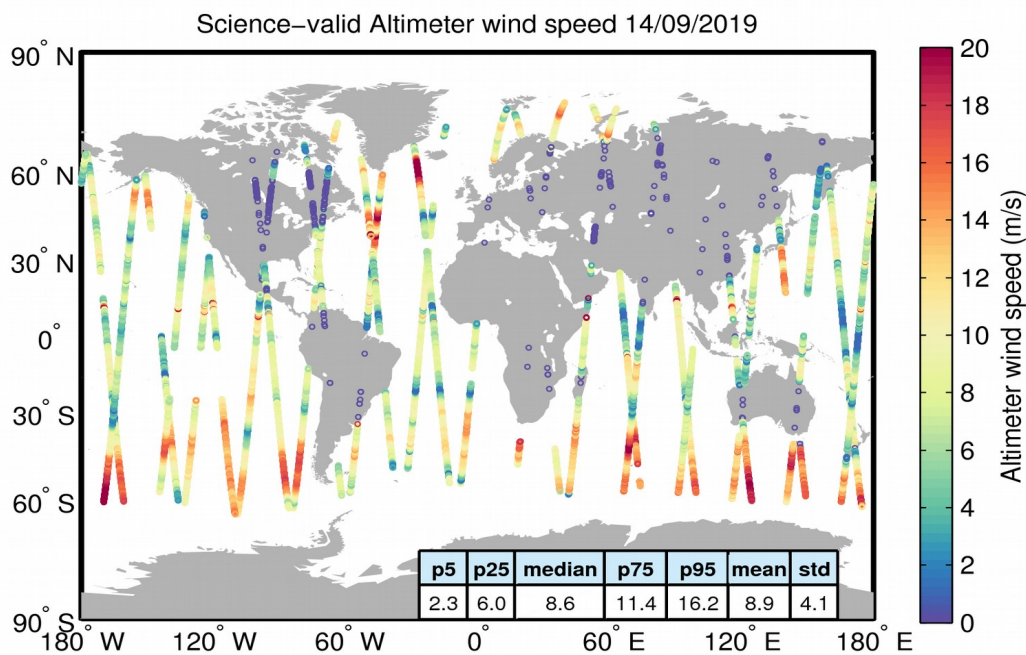 Science−valid Altimeter wind speed 14/09/2019
90° N
60° N
30° N
0°
30° S
60° S
90° S
180° W
120° W
60° W
0°
60° E
120° E
180° E
p5 p25 median p75 p95 mean std
2.3 6.0 8.6 11.4 16.2 8.9 4.1
20
18
16
14
12
10
8
6
4
2
0
Altimeter wind speed (m/s)